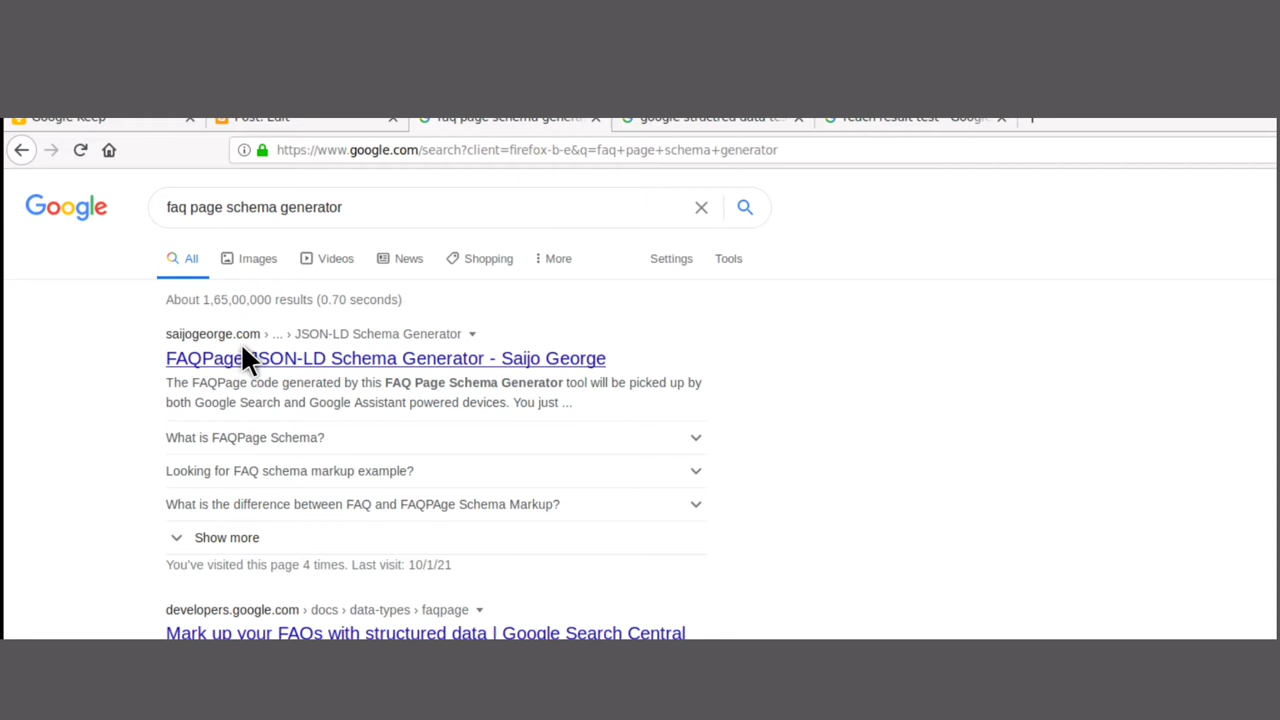 Google Keep
Post: Edit
faq page schema genera
google structred data te
reach result test - Goog
https://www.google.com/search?client=firefox-b-e&q=faq+page+schema+generator
Google
faq page schema generator
All Images Videos News Shopping More Settings Tools
About 1,65,00,000 results (0.70 seconds)
saijogeorge.com › ... › JSON-LD Schema Generator
FAQPage JSON-LD Schema Generator - Saijo George
The FAQPage code generated by this FAQ Page Schema Generator tool will be picked up by
both Google Search and Google Assistant powered devices. You just ...
What is FAQPage Schema?
Looking for FAQ schema markup example?
What is the difference between FAQ and FAQPAge Schema Markup?
Show more
You've visited this page 4 times. Last visit: 10/1/21
developers.google.com › docs › data-types › faqpage
Mark up your FAQs with structured data | Google Search Central